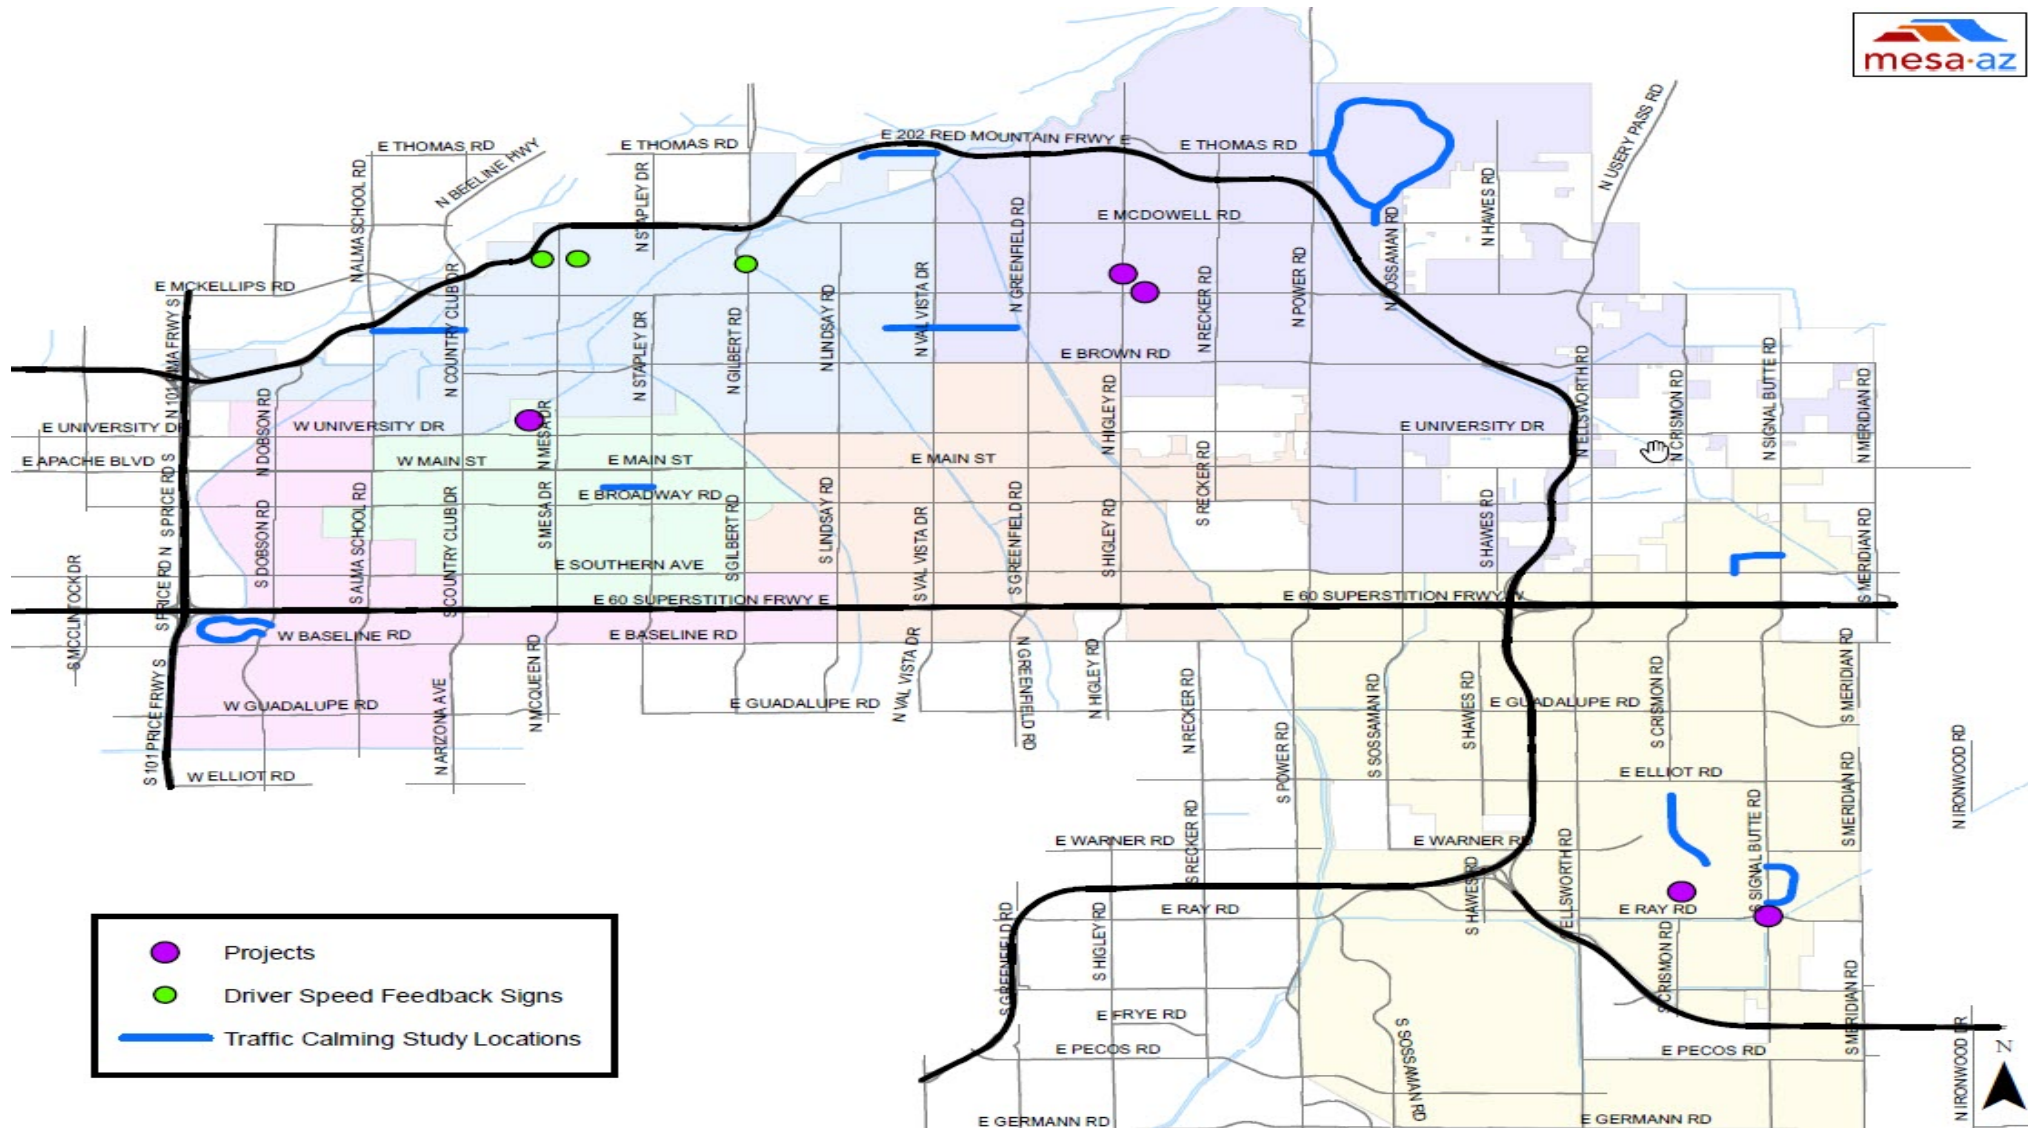 mesa·az
E THOMAS RD
E THOMAS RD
E 202 RED MOUNTAIN FRWY E
E THOMAS RD
N BEELINE HWY
N USERY PASS RD
N ALMA SCHOOL RD
N STAPLEY DR
N GREENFIELD RD
E MCDOWELL RD
N SOSSAMAN RD
N HAWES RD
E MCKELLIPS RD
N COUNTRY CLUB DR
N STAPLEY DR
N GILBERT RD
N LINDSAY RD
N VAL VISTA DR
N RECKER RD
N POWER RD
E BROWN RD
N DOBSON RD
N MESA DR
N HIGLEY RD
N ELLSWORTH RD
N CRISMON RD
N SIGNAL BUTTE RD
N MERIDIAN RD
E UNIVERSITY DR
W UNIVERSITY DR
E UNIVERSITY DR
E APACHE BLVD
W MAIN ST
E MAIN ST
E MAIN ST
E BROADWAY RD
S PRICE RD N
S PRICE RD S
S DOBSON RD
S ALMA SCHOOL RD
S COUNTRY CLUB DR
S MESA DR
S GILBERT RD
S LINDSAY RD
S VAL VISTA DR
S GREENFIELD RD
S HIGLEY RD
S RECKER RD
S HAWES RD
S MERIDIAN RD
E SOUTHERN AVE
E 60 SUPERSTITION FRWY E
E 60 SUPERSTITION FRWY W
S MCCLINTOCK DR
W BASELINE RD
E BASELINE RD
S 101 PRICE FRWY S
W GUADALUPE RD
N ARIZONA AVE
N MCQUEEN RD
E GUADALUPE RD
N VAL VISTA DR
N GREENFIELD RD
N HIGLEY RD
N RECKER RD
S POWER RD
S SOSSAMAN RD
S HAWES RD
E GUADALUPE RD
S CRISMON RD
S MERIDIAN RD
N IRONWOOD RD
W ELLIOT RD
E ELLIOT RD
S MERIDIAN RD
E WARNER RD
S RECKER RD
E WARNER RD
S HAWES RD
S ELLSWORTH RD
S SIGNAL BUTTE RD
E RAY RD
E RAY RD
S GREENFIELD RD
S HIGLEY RD
S CRISMON RD
S MERIDIAN RD
E FRYE RD
E PECOS RD
S SOSSAMAN RD
E PECOS RD
N IRONWOOD DR
N
E GERMANN RD
E GERMANN RD
Projects
Driver Speed Feedback Signs
Traffic Calming Study Locations